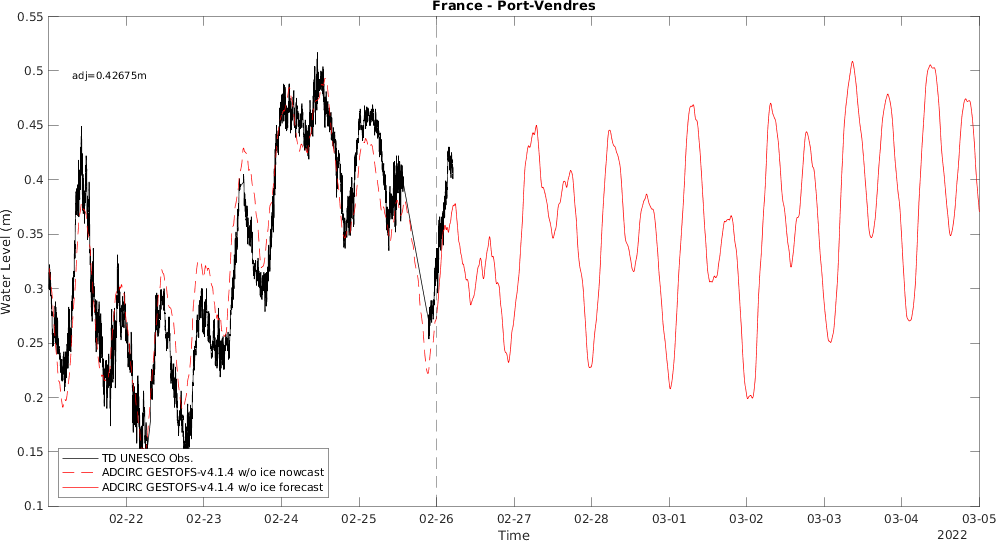 France - Port-Vendres
0.55
0.5
0.45
0.4
0.35
0.3
0.25
0.2
0.15
0.1
Water Level (m)
adj=0.42675m
TD UNESCO Obs.
ADCIRC GESTOFS-v4.1.4 w/o ice nowcast
ADCIRC GESTOFS-v4.1.4 w/o ice forecast
02-22 02-23 02-24 02-25 02-26 02-27 02-28 03-01 03-02 03-03 03-04 03-05
Time
2022